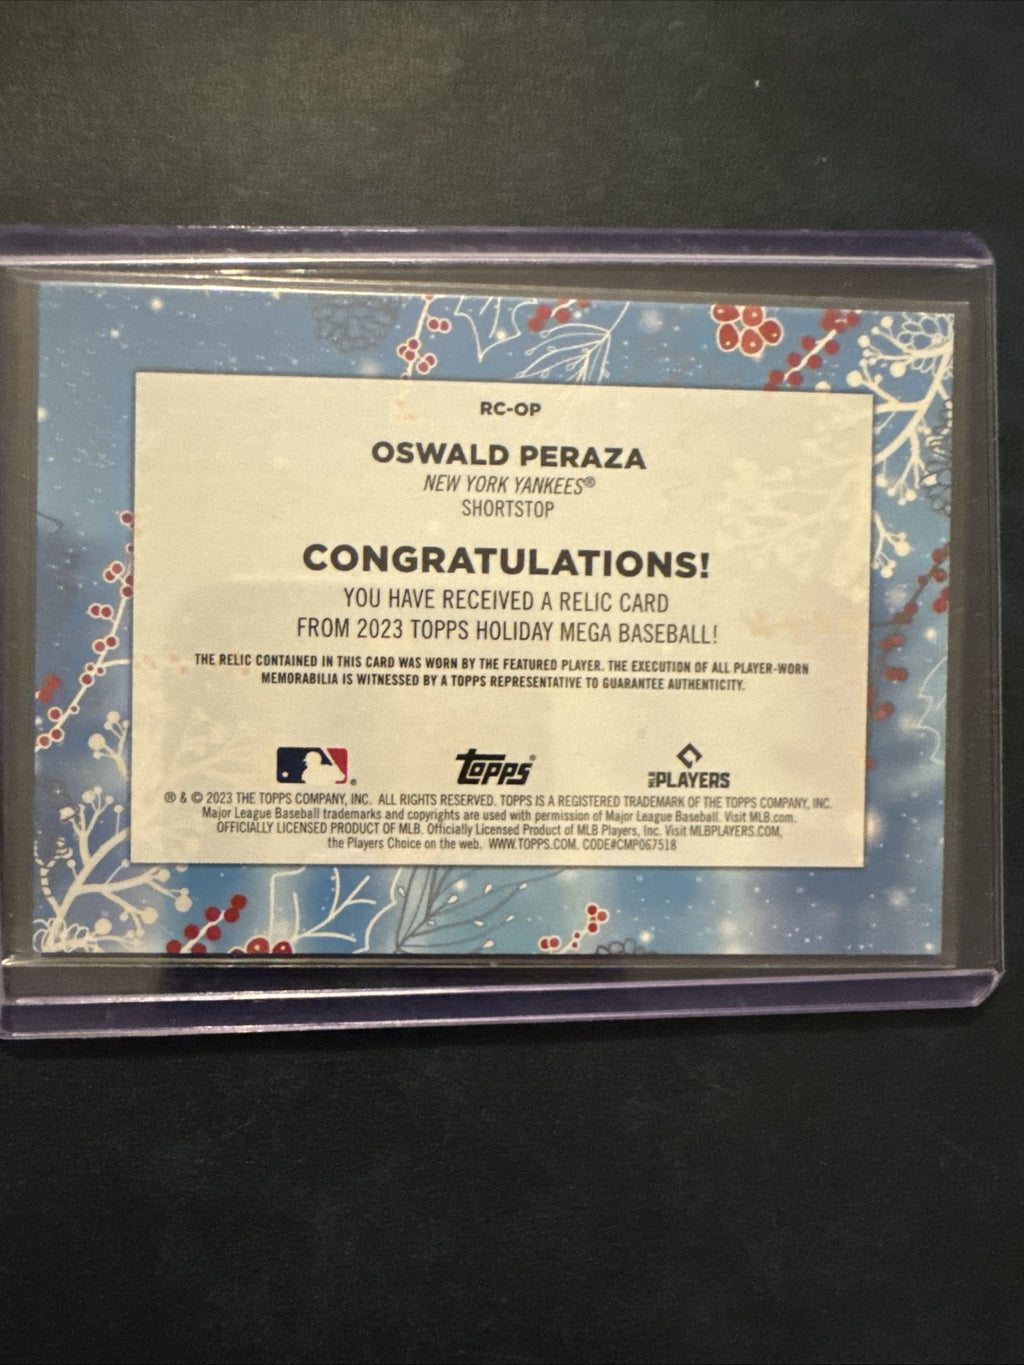 RC-OP
OSWALD PERAZA
NEW YORK YANKEES®
SHORTSTOP
CONGRATULATIONS!
YOU HAVE RECEIVED A RELIC CARD
FROM 2023 TOPPS HOLIDAY MEGA BASEBALL!
THE RELIC CONTAINED IN THIS CARD WAS WORN BY THE FEATURED PLAYER. THE EXECUTION OF ALL PLAYER-WORN
MEMORABILIA IS WITNESSED BY A TOPPS REPRESENTATIVE TO GUARANTEE AUTHENTICITY.
® Topps® MLB PLAYERS
® & © 2023 THE TOPPS COMPANY, INC. ALL RIGHTS RESERVED. TOPPS IS A REGISTERED TRADEMARK OF THE TOPPS COMPANY, INC.
Major League Baseball trademarks and copyrights are used with permission of Major League Baseball. Visit MLB.com.
OFFICIALLY LICENSED PRODUCT OF MLB. Officially Licensed Product of MLB Players, Inc. Visit MLBPLAYERS.COM,
the Players Choice on the web. WWW.TOPPS.COM. CODE#CMP067518